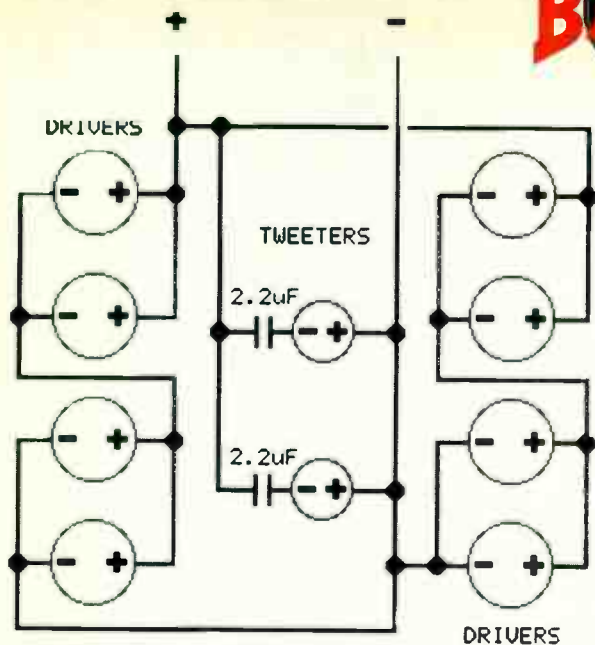 + -
DRIVERS
- +
- +
TWEETERS
- +
- +
2.2uF
- +
- +
- +
2.2uF
- +
- +
- +
DRIVERS